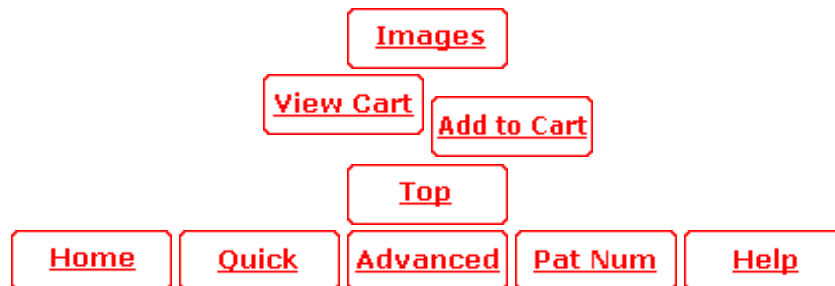 Images
View Cart
Add to Cart
Top
Home Quick Advanced Pat Num Help